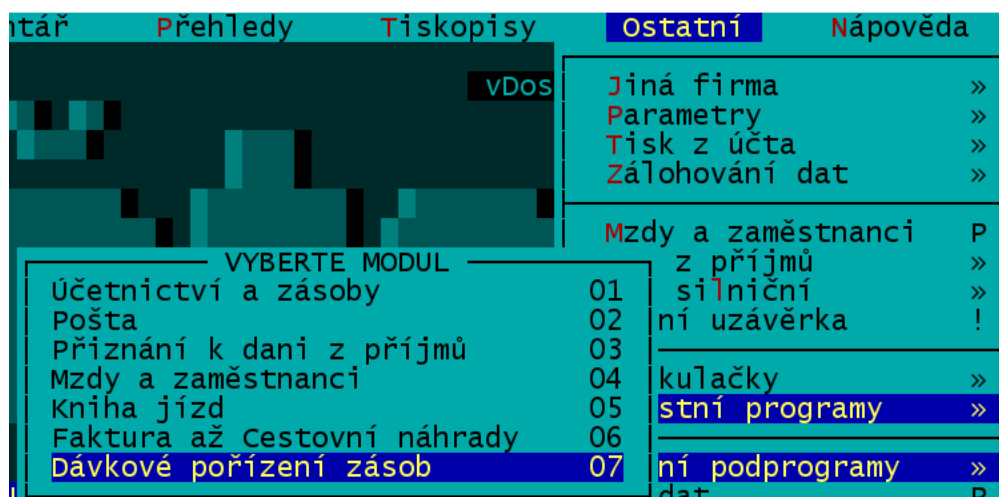 ntář Přehledy Tiskopisy Ostatní Nápověda
vDos
Jiná firma »
Parametry »
Tisk z účta »
Zálohování dat »
Mzdy a zaměstnanci P
z příjmů »
silniční »
ní uzávěrka !
kulačky »
stní programy »
ní podprogramy »
dat P
VYBERTE MODUL
Účetnictví a zásoby 01
Pošta 02
Přiznání k dani z příjmů 03
Mzdy a zaměstnanci 04
Kniha jízd 05
Faktura až Cestovní náhrady 06
Dávkové pořízení zásob 07